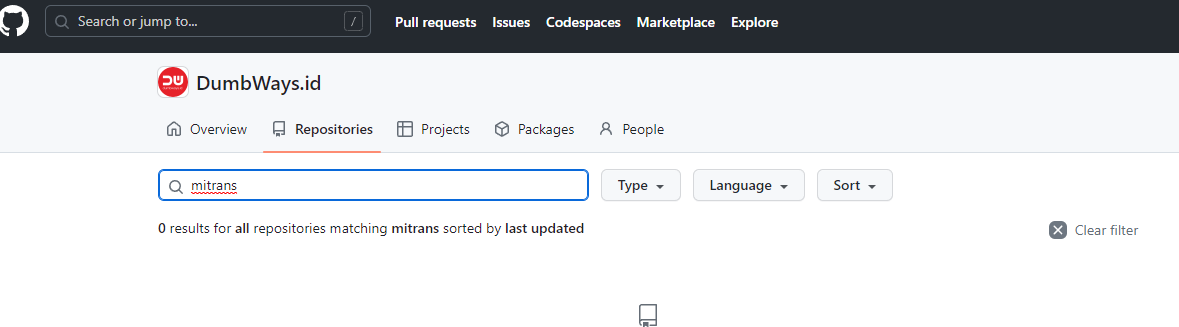 Search or jump to... / Pull requests Issues Codespaces Marketplace Explore
DU DumbWays.id
Overview Repositories Projects Packages People
mitrans Type Language Sort
0 results for all repositories matching mitrans sorted by last updated Clear filter